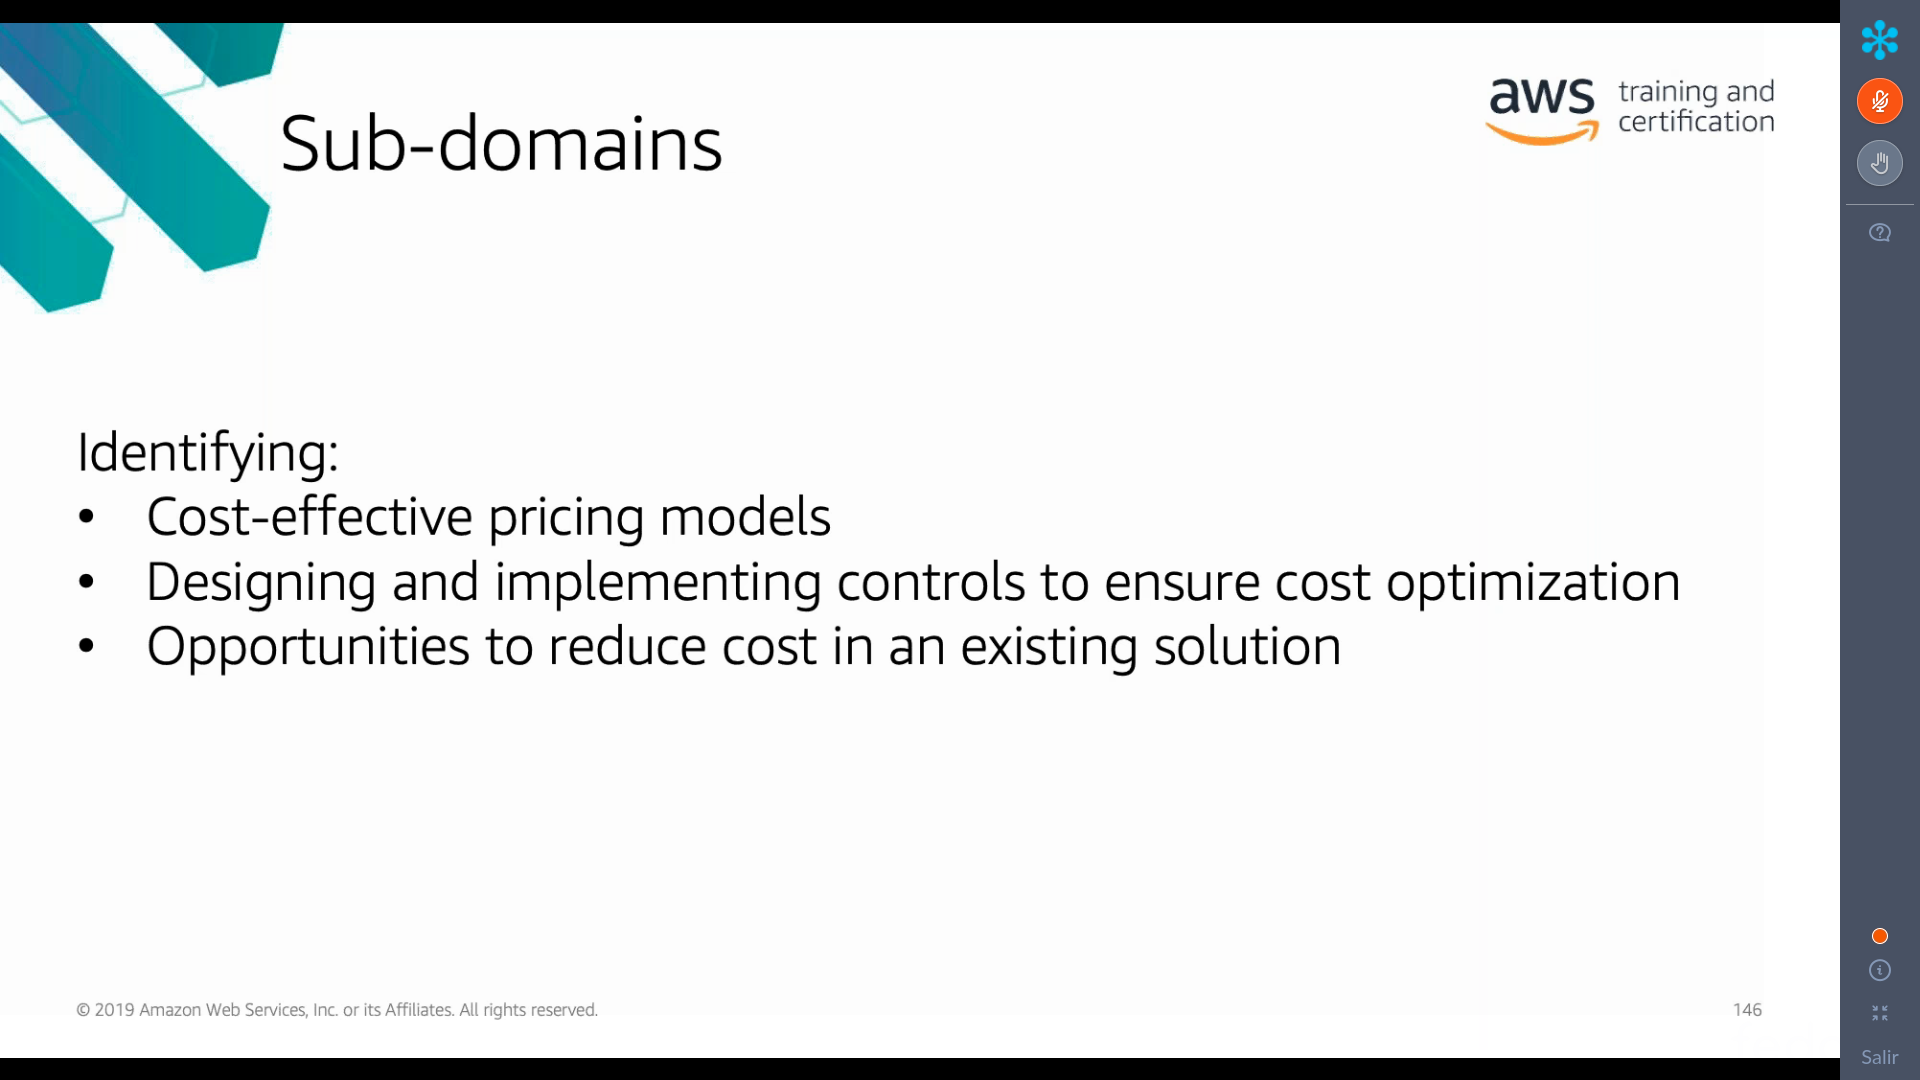 Sub-domains
aws training and
certification
Identifying:
• Cost-effective pricing models
• Designing and implementing controls to ensure cost optimization
• Opportunities to reduce cost in an existing solution
© 2019 Amazon Web Services, Inc. or its Affiliates. All rights reserved.
146
Salir